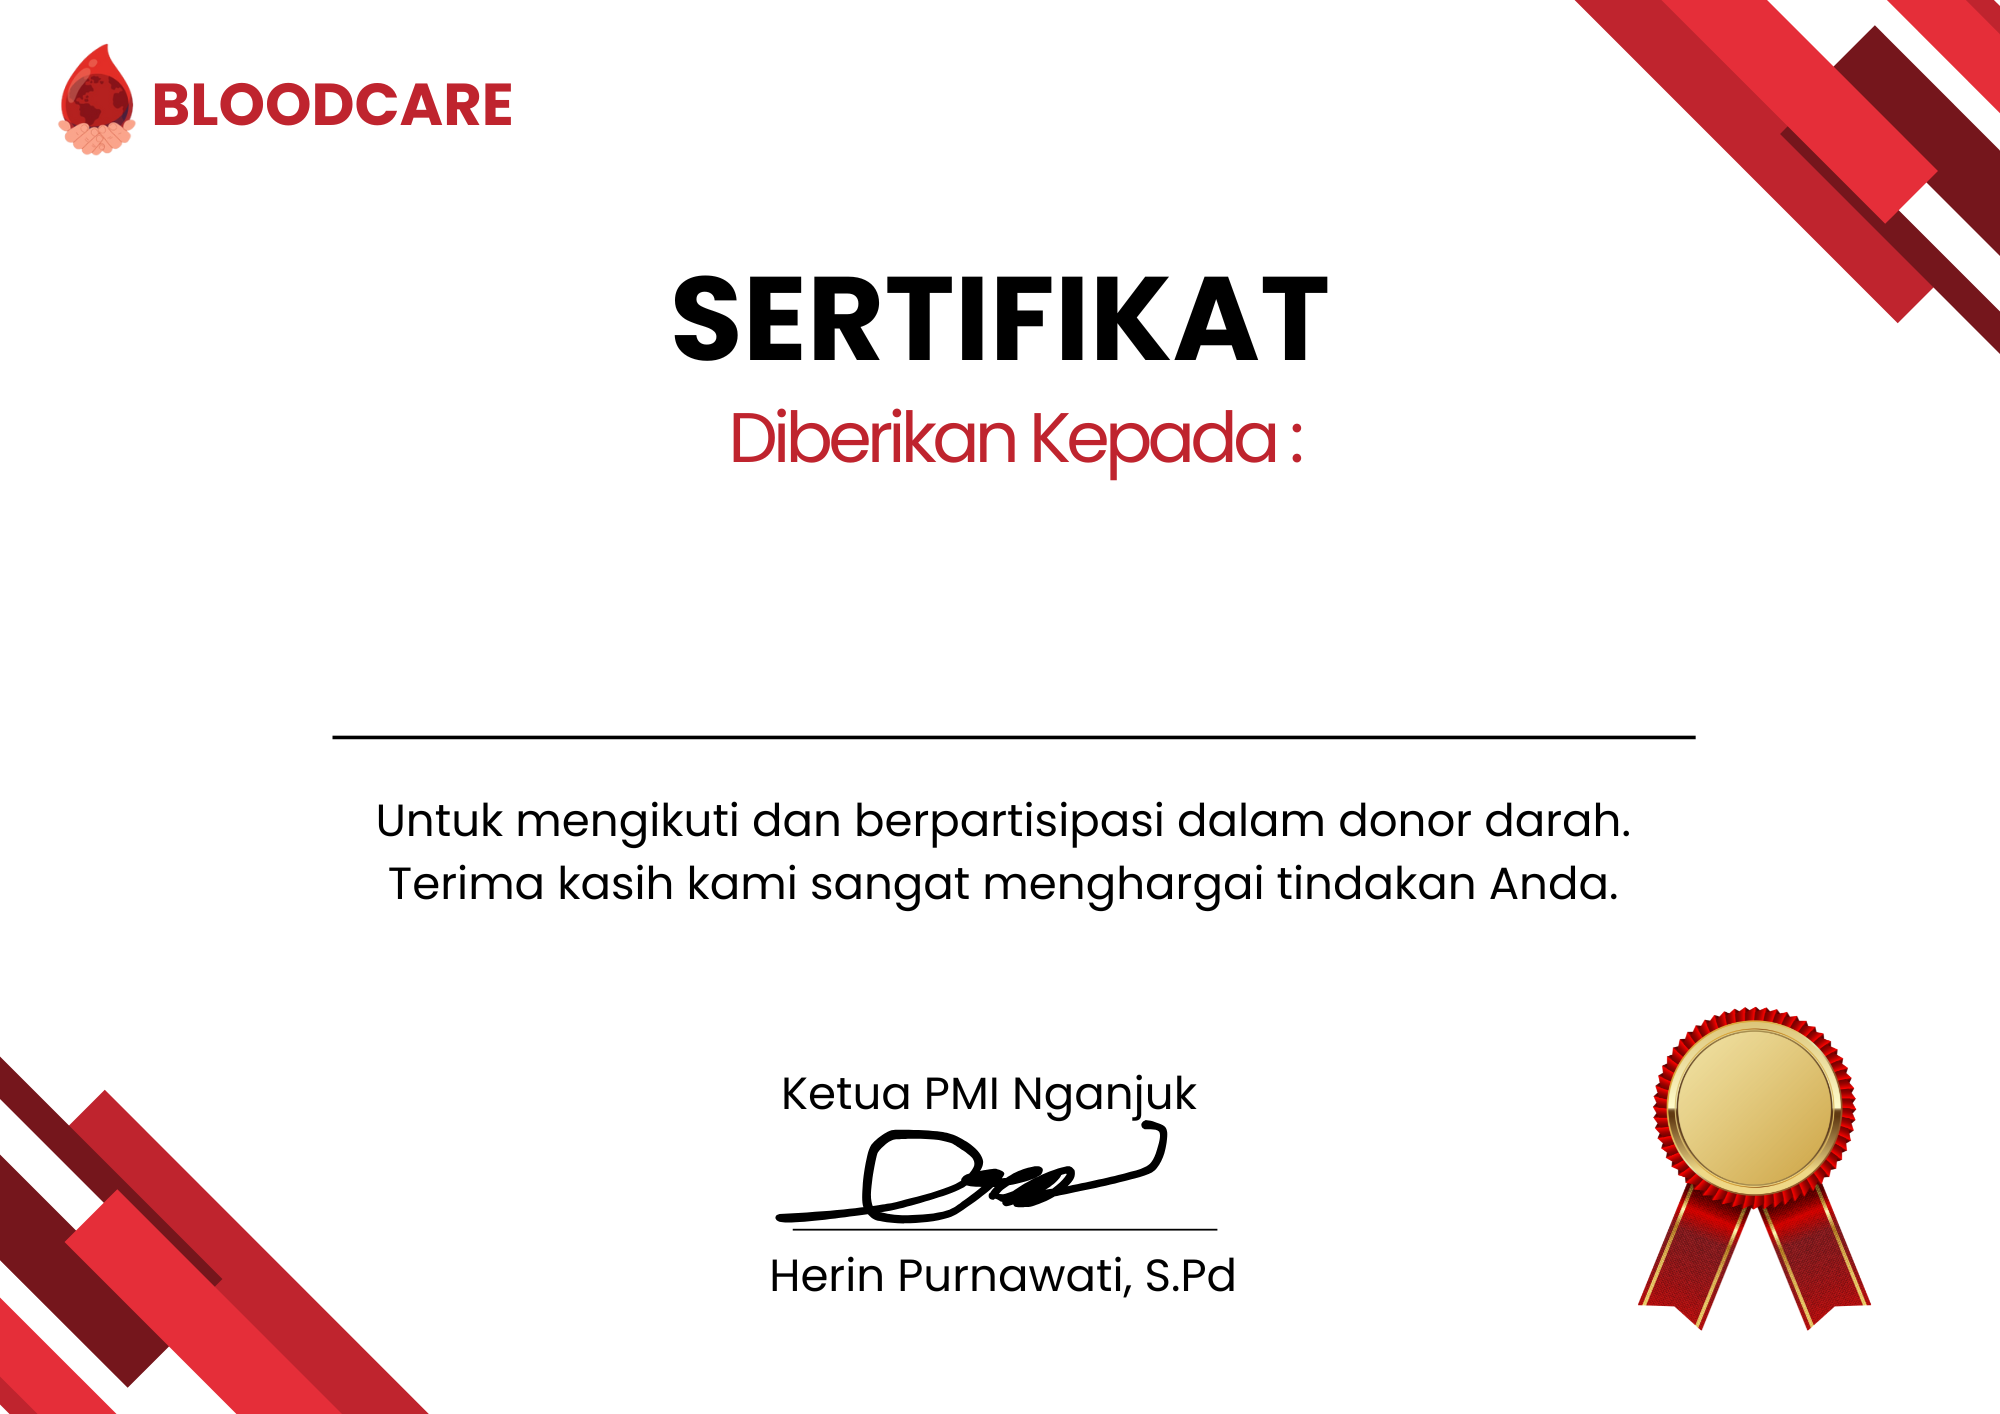 BLOODCARE
SERTIFIKAT
Diberikan Kepada :
Untuk mengikuti dan berpartisipasi dalam donor darah.
Terima kasih kami sangat menghargai tindakan Anda.
Ketua PMI Nganjuk
Herin Purnawati, S.Pd